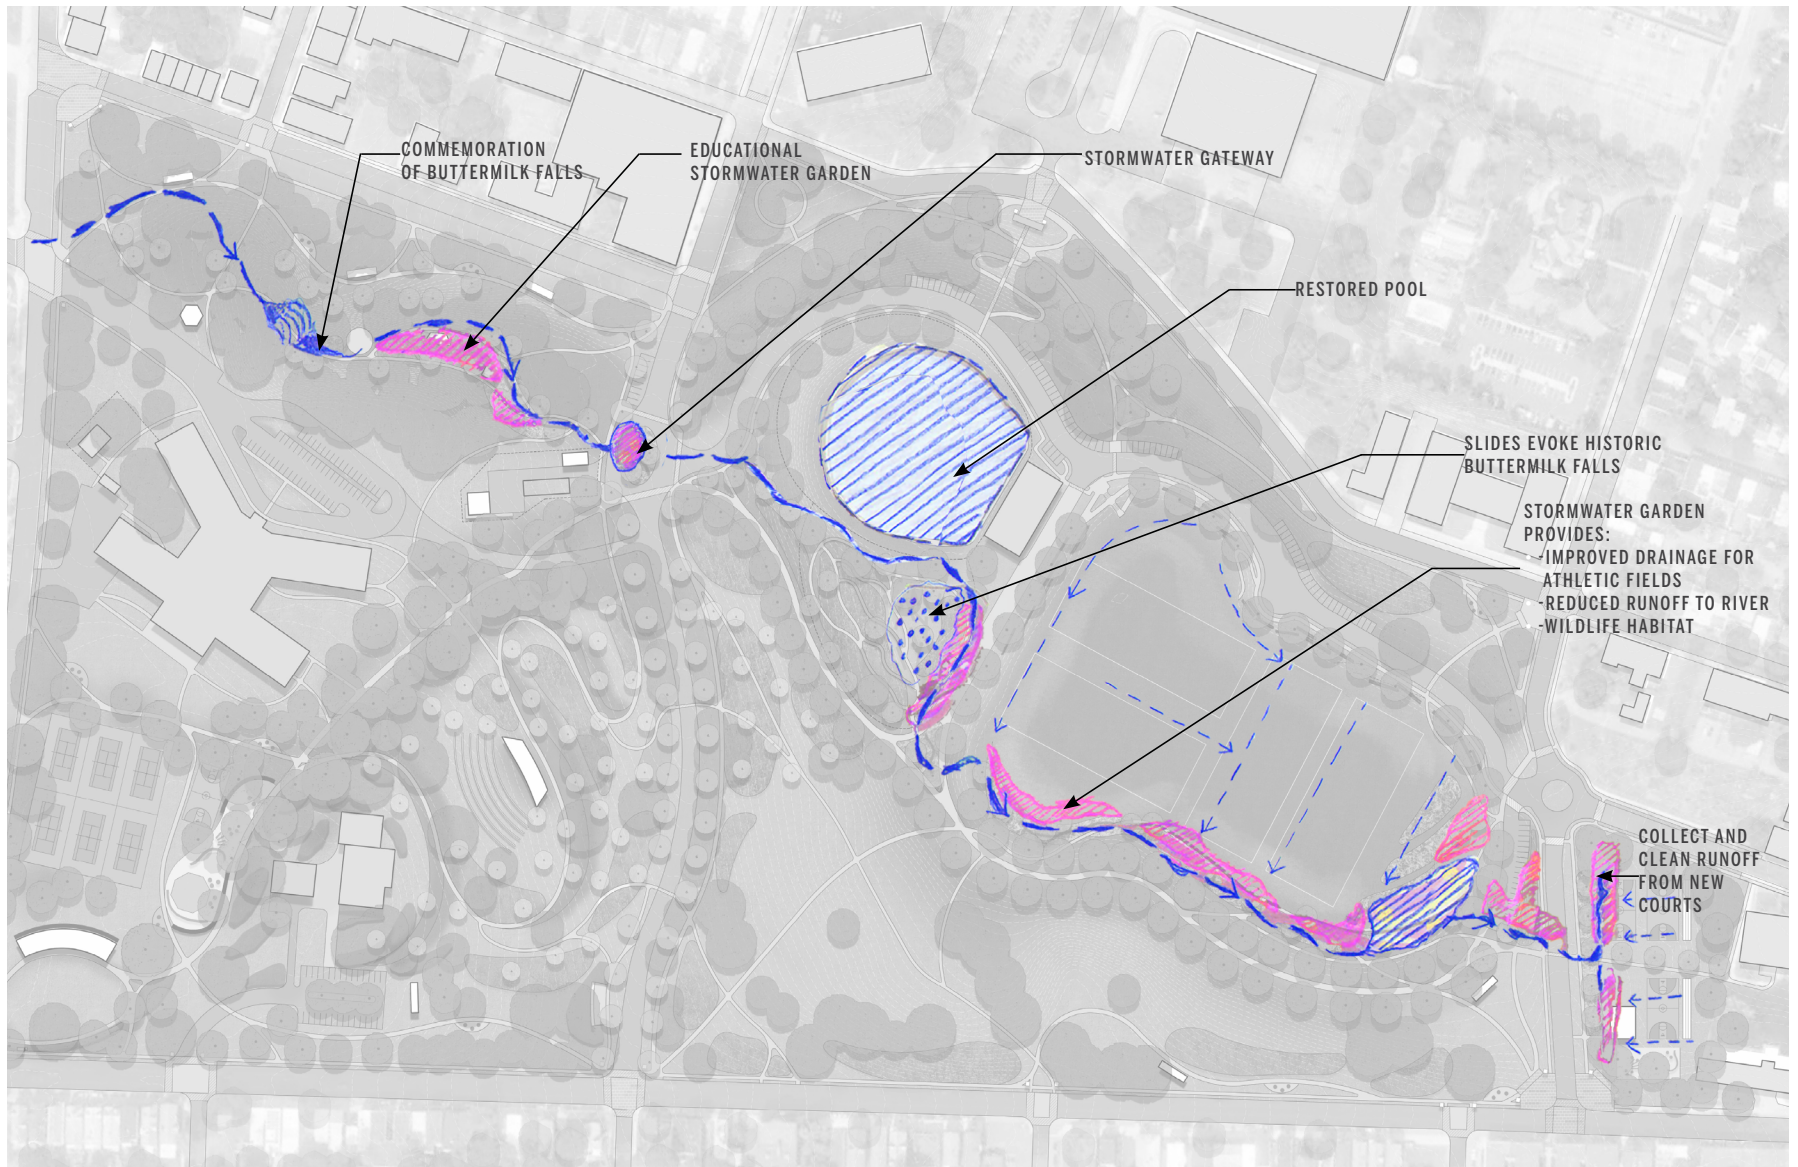 COMMEMORATION
OF BUTTERMILK FALLS
EDUCATIONAL
STORMWATER GARDEN
STORMWATER GATEWAY
RESTORED POOL
SLIDES EVOKE HISTORIC
BUTTERMILK FALLS
STORMWATER GARDEN
PROVIDES:
-IMPROVED DRAINAGE FOR
ATHLETIC FIELDS
-REDUCED RUNOFF TO RIVER
-WILDLIFE HABITAT
COLLECT AND
CLEAN RUNOFF
FROM NEW
COURTS